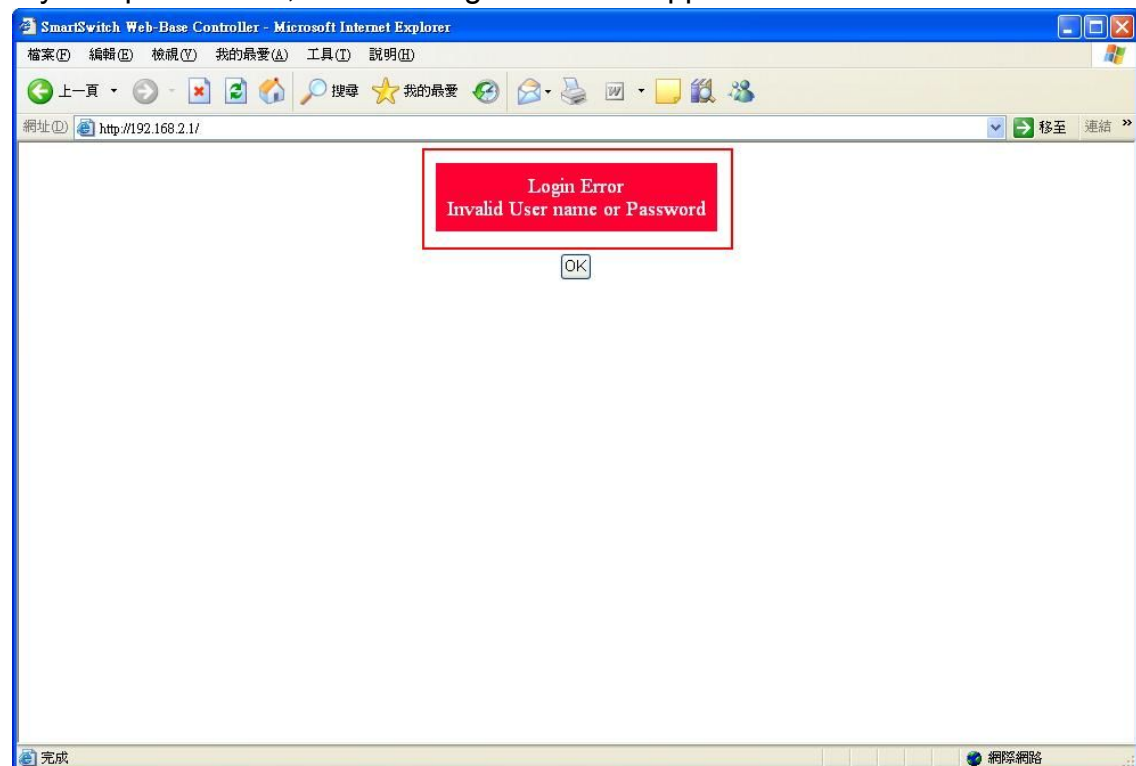 SmartSwitch Web-Base Controller - Microsoft Internet Explorer
檔案(F) 編輯(E) 檢視(V) 我的最愛(A) 工具(T) 說明(H)
上一頁 搜尋 我的最愛
網址(D) http://192.168.2.1/ 移至 連結 »
Login Error
Invalid User name or Password
OK
完成 網際網路